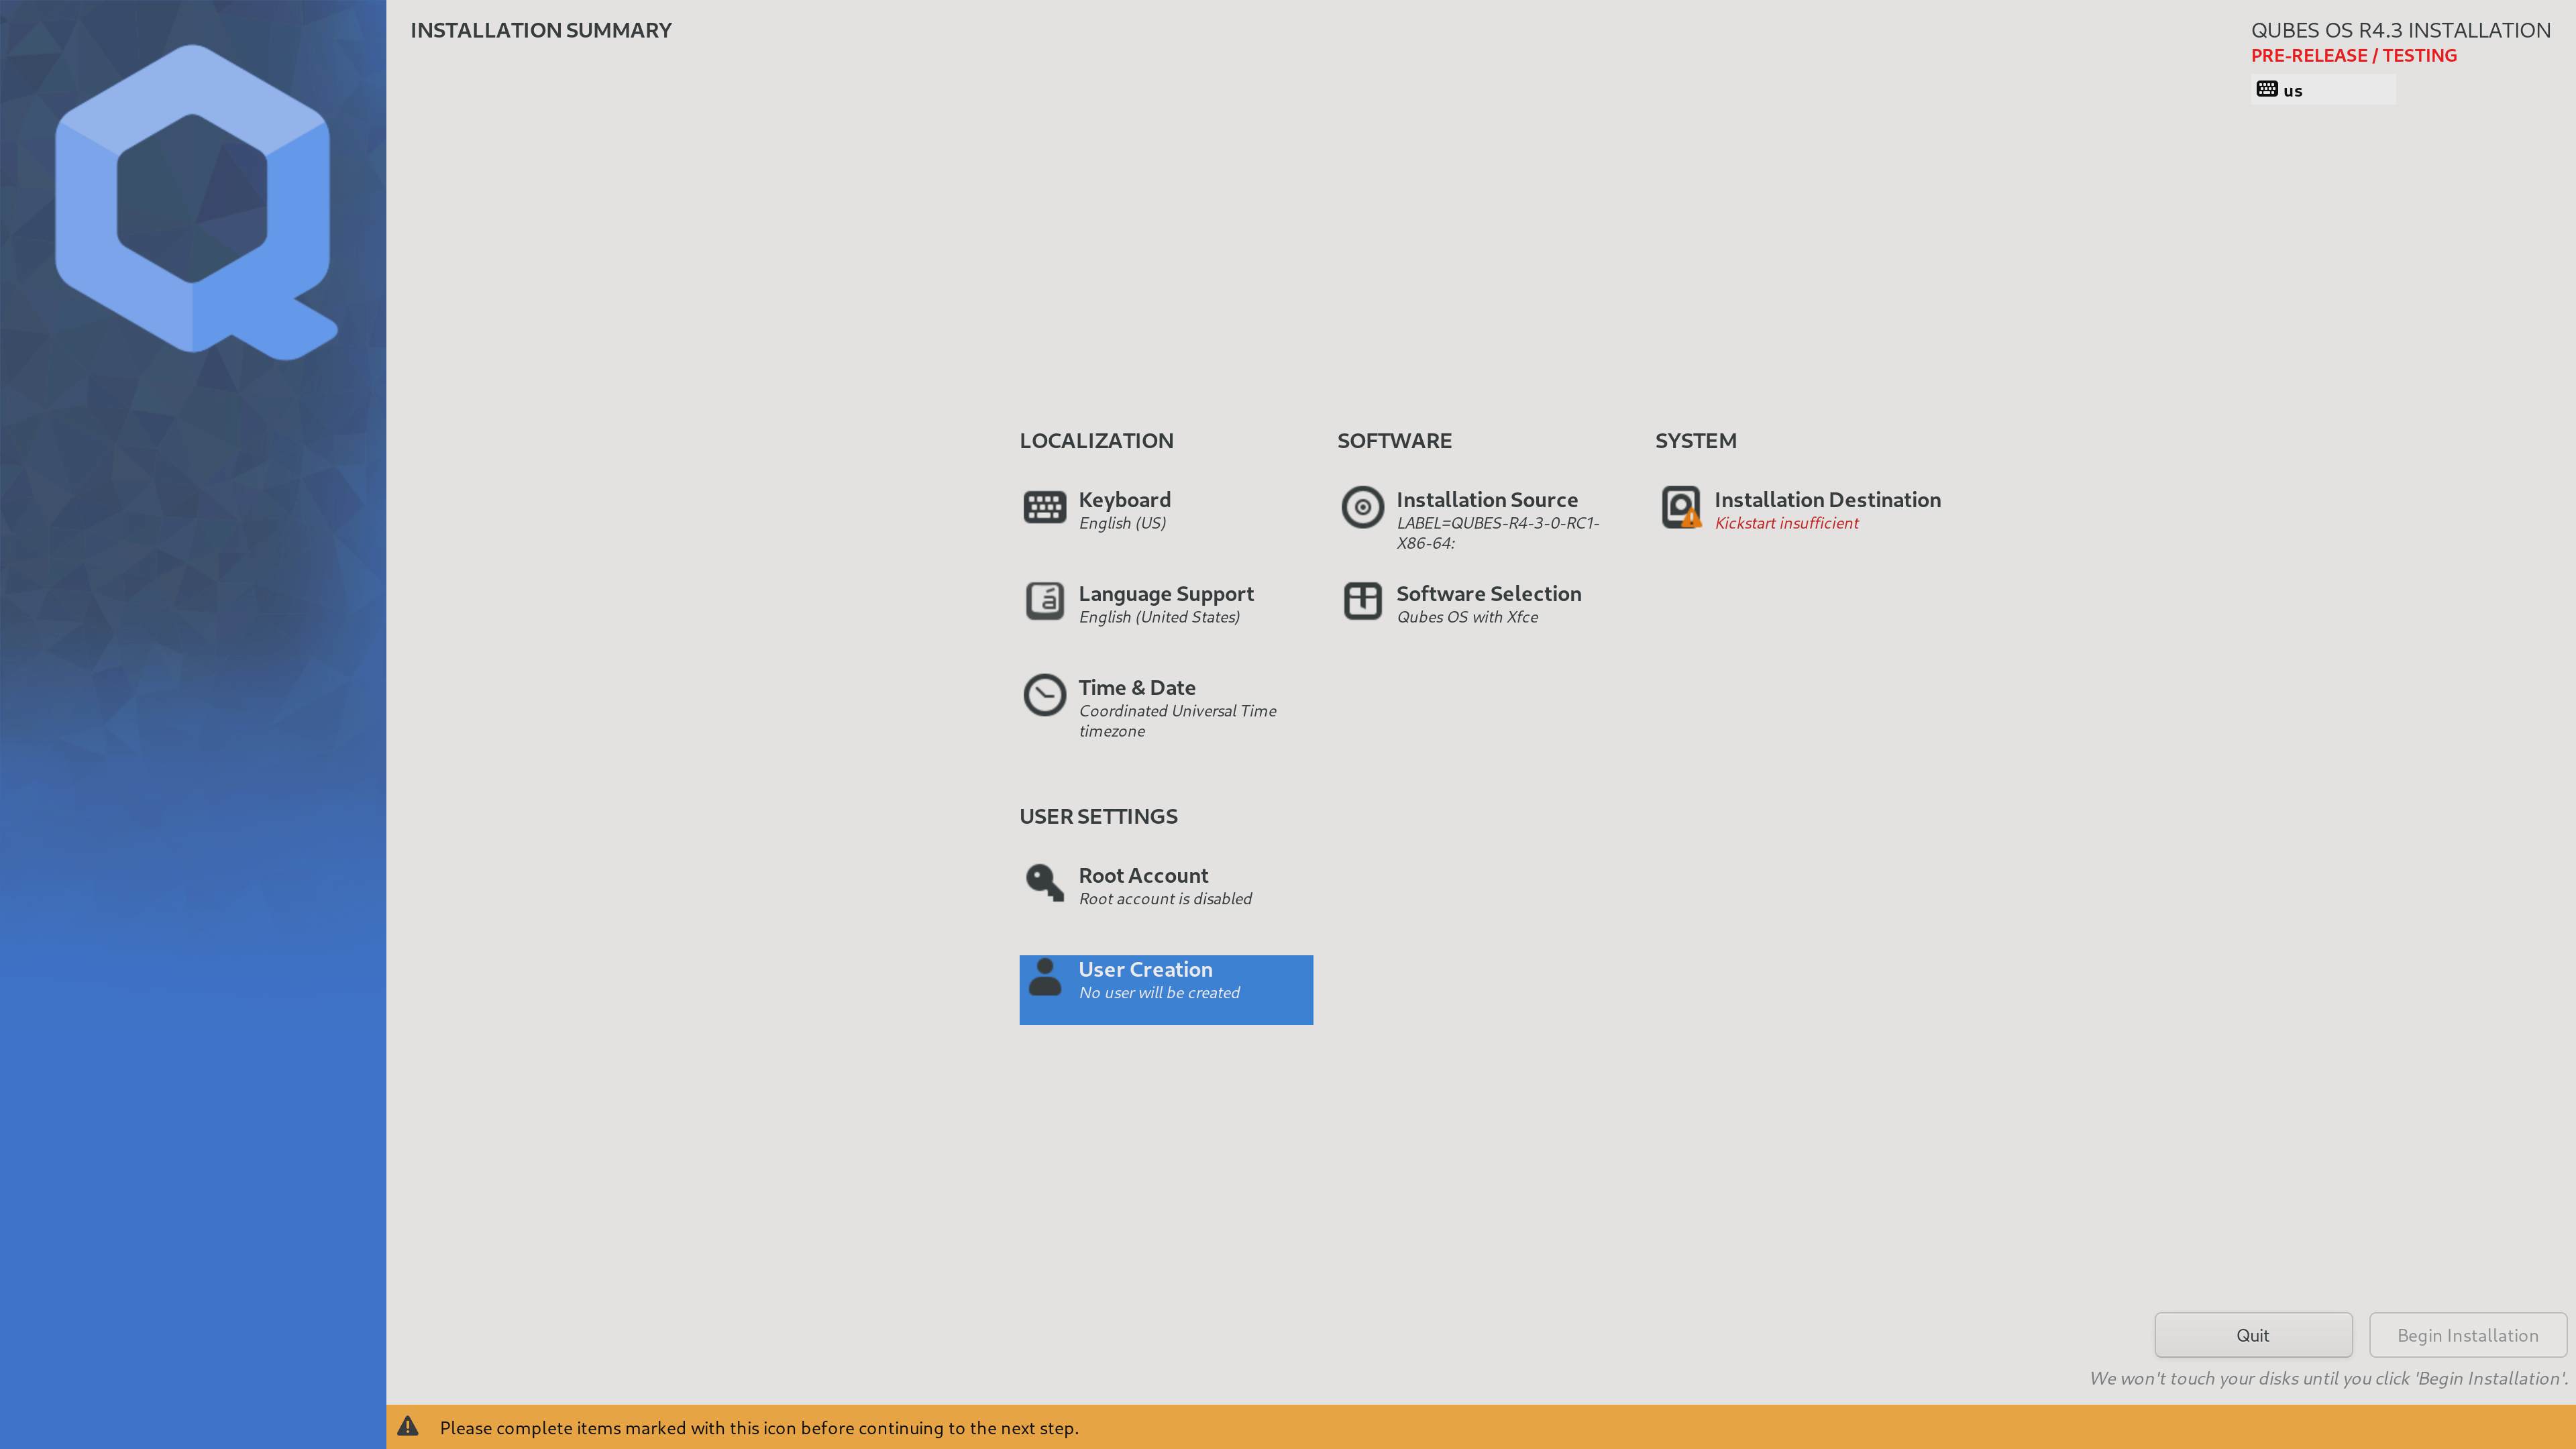 INSTALLATION SUMMARY
QUBES OS R4.3 INSTALLATION
PRE-RELEASE / TESTING
us
LOCALIZATION
Keyboard
English (US)
Language Support
English (United States)
Time & Date
Coordinated Universal Time
timezone
SOFTWARE
Installation Source
LABEL=QUBES-R4-3-0-RC1-
X86-64:
Software Selection
Qubes OS with Xfce
SYSTEM
Installation Destination
Kickstart insufficient
USER SETTINGS
Root Account
Root account is disabled
User Creation
No user will be created
Quit
Begin Installation
We won't touch your disks until you click 'Begin Installation'.
Please complete items marked with this icon before continuing to the next step.